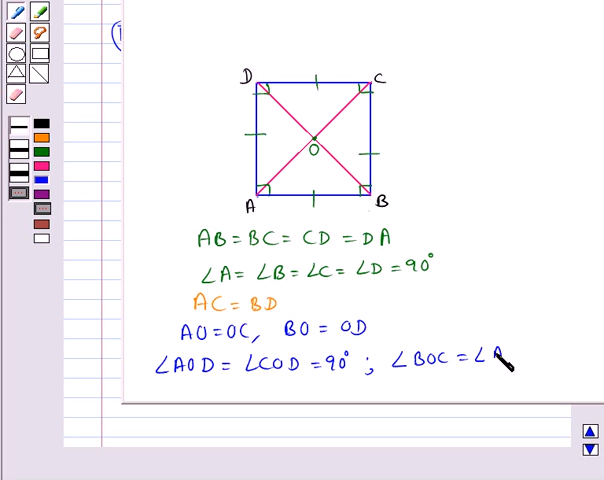 D C
O
A B
AB = BC = CD = DA
∠A = ∠B = ∠C = ∠D = 90°
AC = BD
AO = OC, BO = OD
∠AOD = ∠COD = 90° ; ∠BOC = ∠A